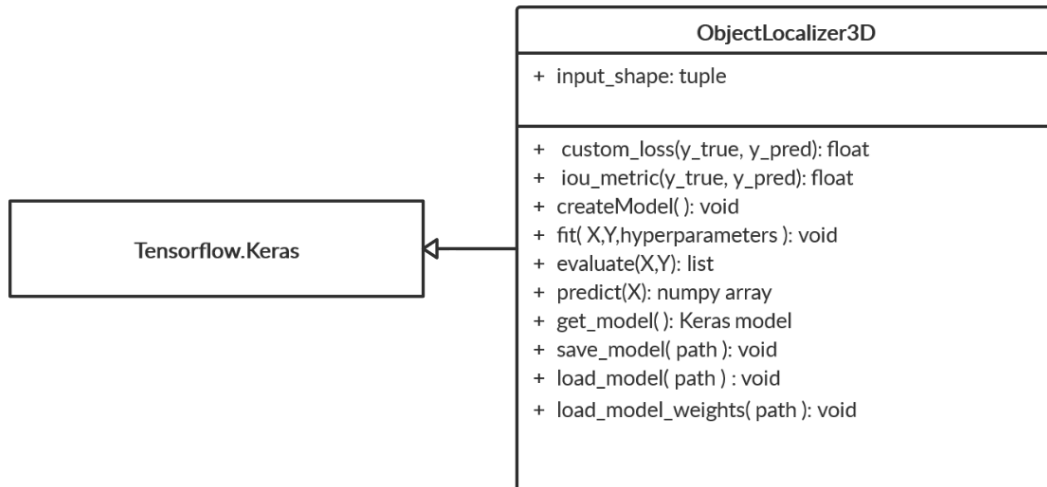 ObjectLocalizer3D
+ input_shape: tuple
+ custom_loss(y_true, y_pred): float
+ iou_metric(y_true, y_pred): float
+ createModel( ): void
+ fit( X,Y,hyperparameters ): void
+ evaluate(X,Y): list
+ predict(X): numpy array
+ get_model( ): Keras model
+ save_model( path ): void
+ load_model( path ) : void
+ load_model_weights( path ): void
Tensorflow.Keras